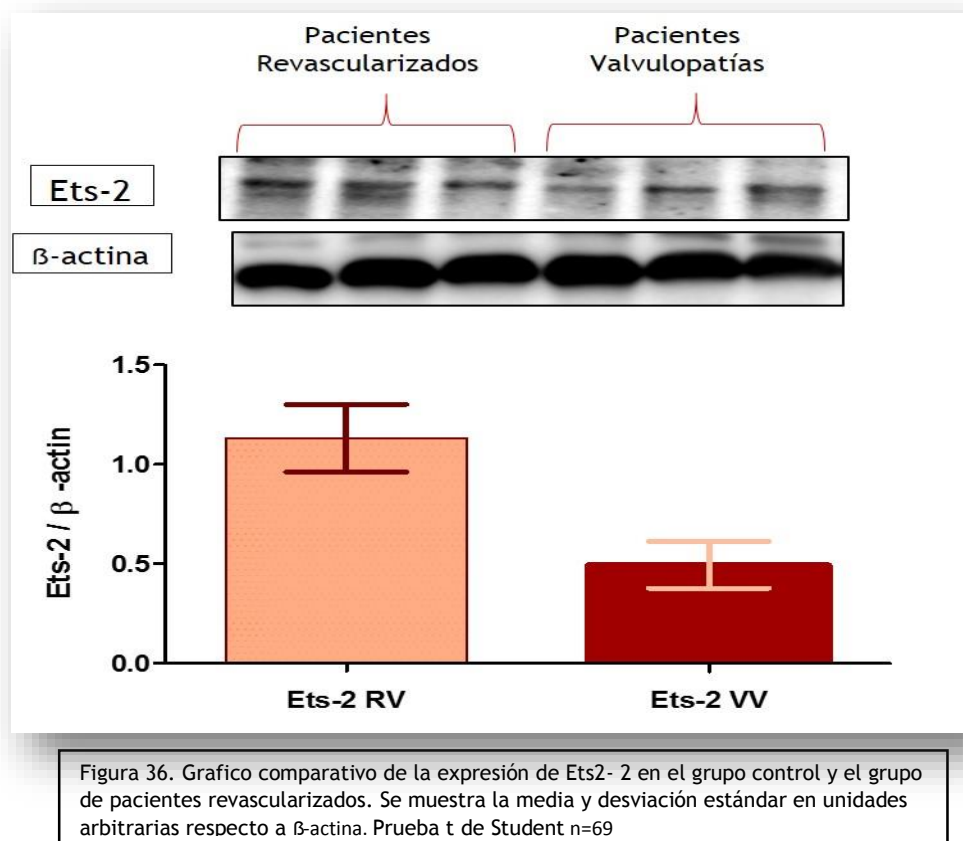 Pacientes
Revascularizados
Pacientes
Valvulopatías
Ets-2
ß-actina
1.5
1.0
0.5
0.0
Ets-2 / β -actin
Ets-2 RV
Ets-2 VV
Figura 36. Grafico comparativo de la expresión de Ets2- 2 en el grupo control y el grupo
de pacientes revascularizados. Se muestra la media y desviación estándar en unidades
arbitrarias respecto a ß-actina. Prueba t de Student n=69